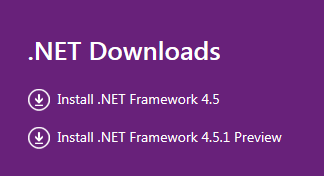 .NET Downloads
Install .NET Framework 4.5
Install .NET Framework 4.5.1 Preview